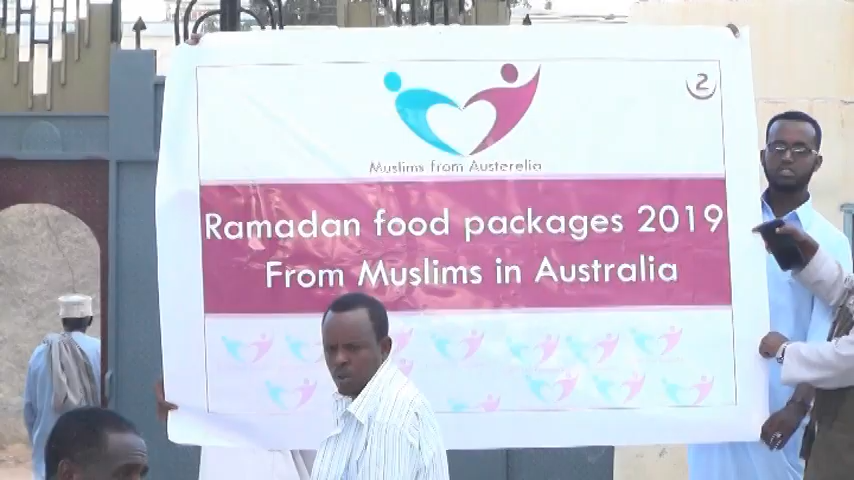 2
Muslims from Austerelia
Ramadan food packages 2019
From Muslims in Australia